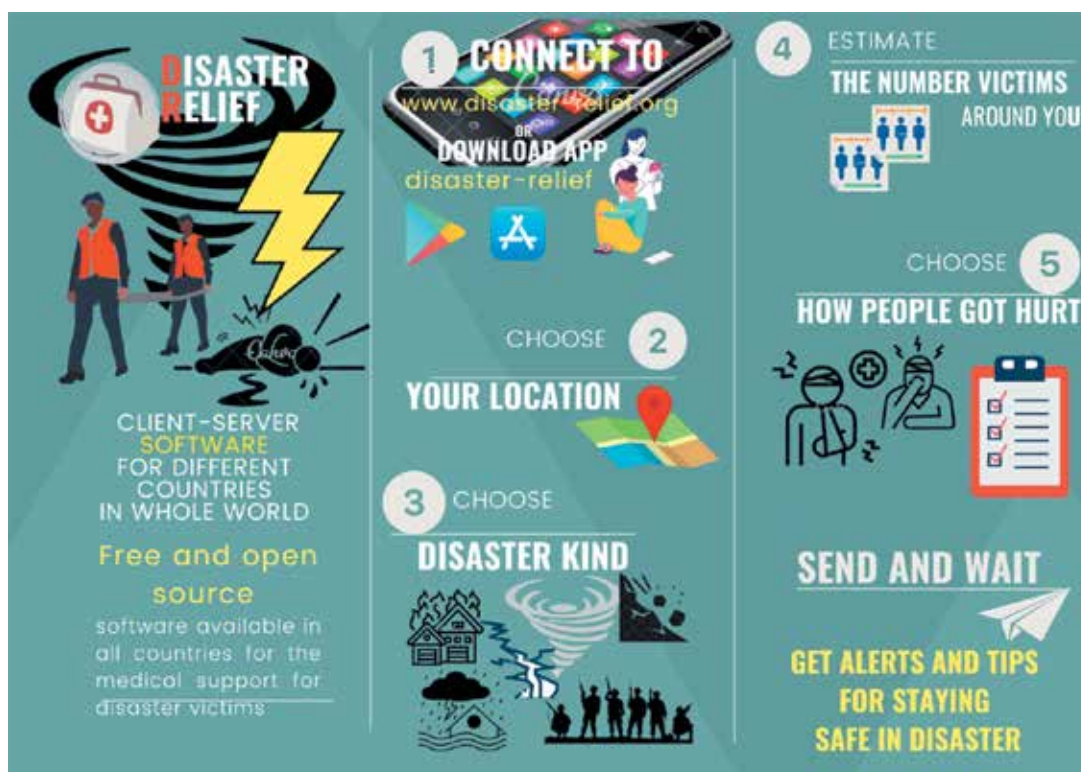 DISASTER
RELIEF
CLIENT-SERVER
SOFTWARE
FOR DIFFERENT
COUNTRIES
IN WHOLE WORLD
Free and open
source
software available in
all countries for the
medical support for
disaster victims
1 CONNECT TO
www.disaster-relief.org
OR
DOWNLOAD APP
disaster-relief
CHOOSE 2
YOUR LOCATION
3 CHOOSE
DISASTER KIND
4 ESTIMATE
THE NUMBER VICTIMS
AROUND YOU
CHOOSE 5
HOW PEOPLE GOT HURT
SEND AND WAIT
GET ALERTS AND TIPS
FOR STAYING
SAFE IN DISASTER